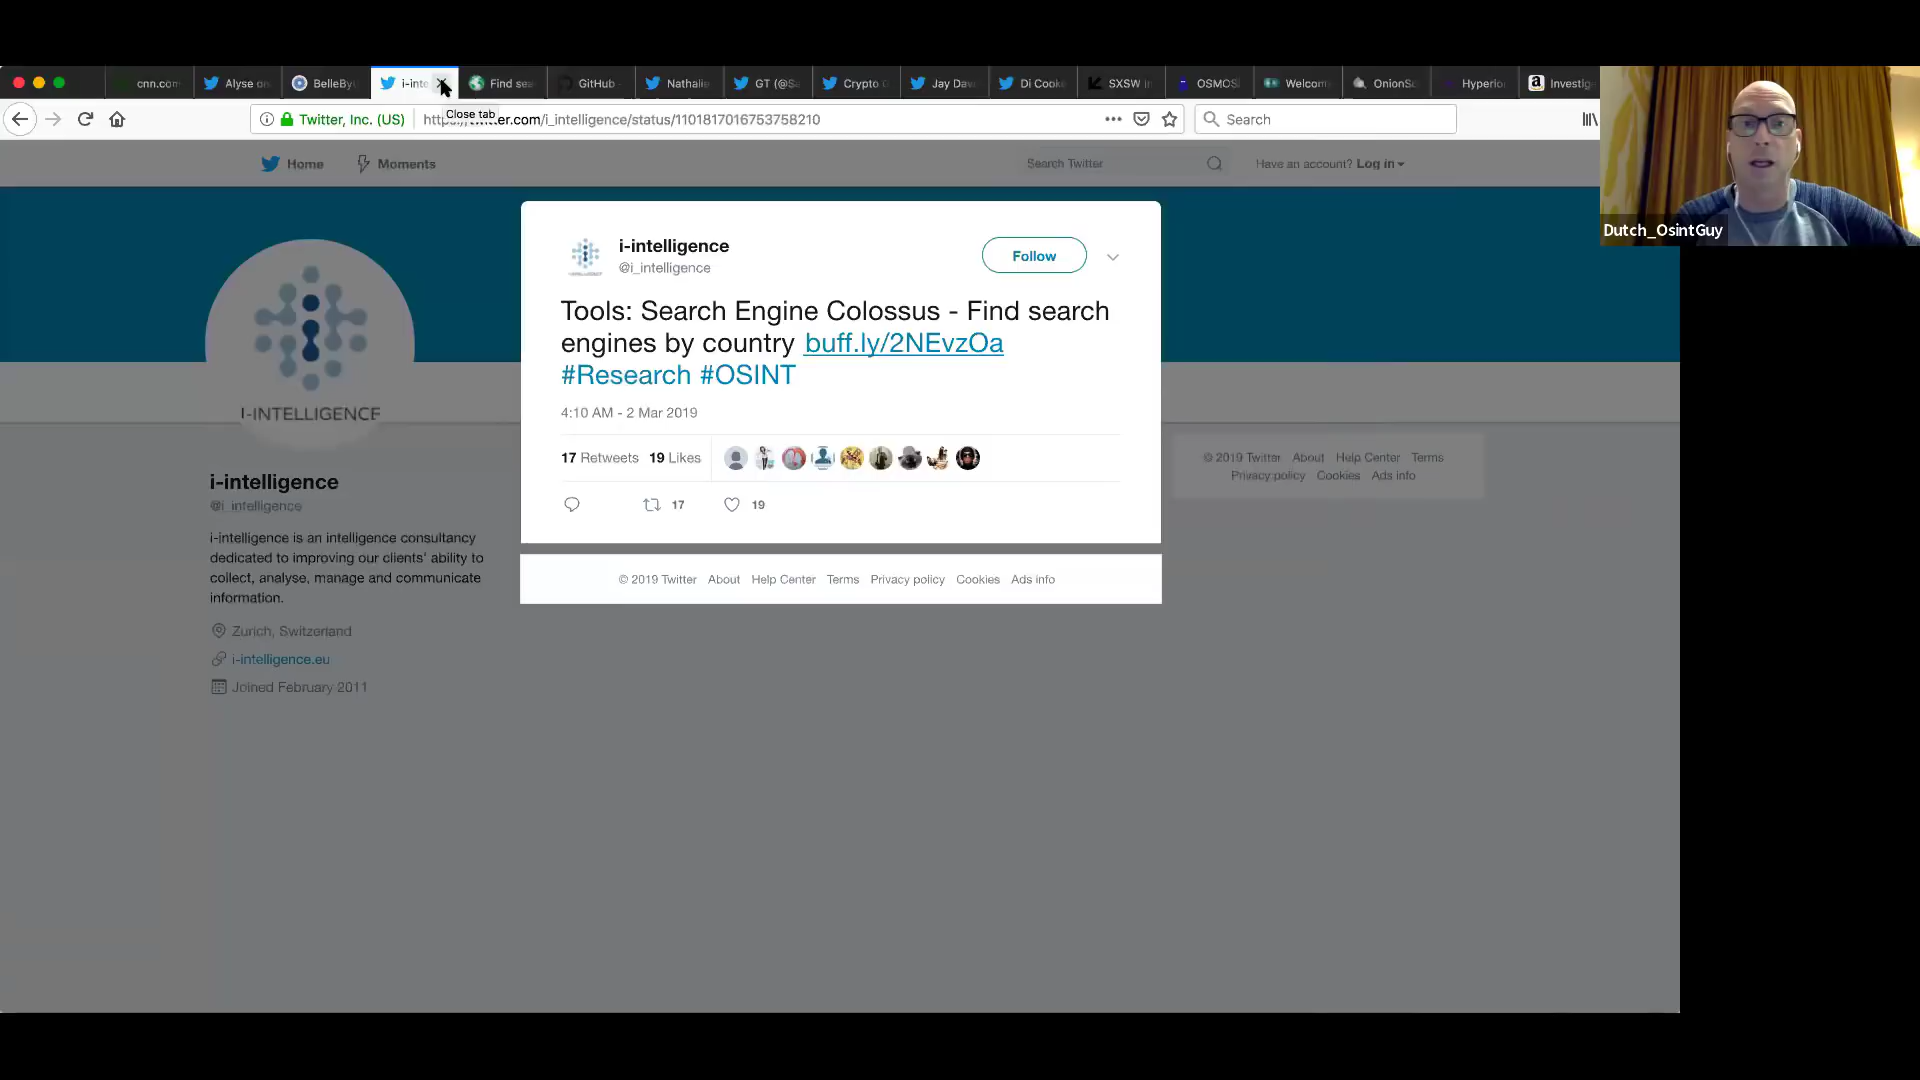 cnn.com
Alyse an
BelleBy
i-inte
Find sea
GitHub
Nathalie
GT (@Sa
Crypto
Jay Daw
Di Cook
SXSW in
OSMOS
Welcom
OnionSc
Hyperio
Investig
Close tab
Twitter, Inc. (US)
twitter.com/i_intelligence/status/1101817016753758210
Search
Home
Moments
Search Twitter
Have an account? Log in
Dutch_OsintGuy
i-intelligence
@i_intelligence
Follow
Tools: Search Engine Colossus - Find search
engines by country buff.ly/2NEvzOa
#Research #OSINT
4:10 AM - 2 Mar 2019
17 Retweets 19 Likes
17
19
© 2019 Twitter About Help Center Terms Privacy policy Cookies Ads info
I-INTELLIGENCE
i-intelligence
@i_intelligence
i-intelligence is an intelligence consultancy
dedicated to improving our clients' ability to
collect, analyse, manage and communicate
information.
Zurich, Switzerland
i-intelligence.eu
Joined February 2011
© 2019 Twitter About Help Center Terms
Privacy policy Cookies Ads info